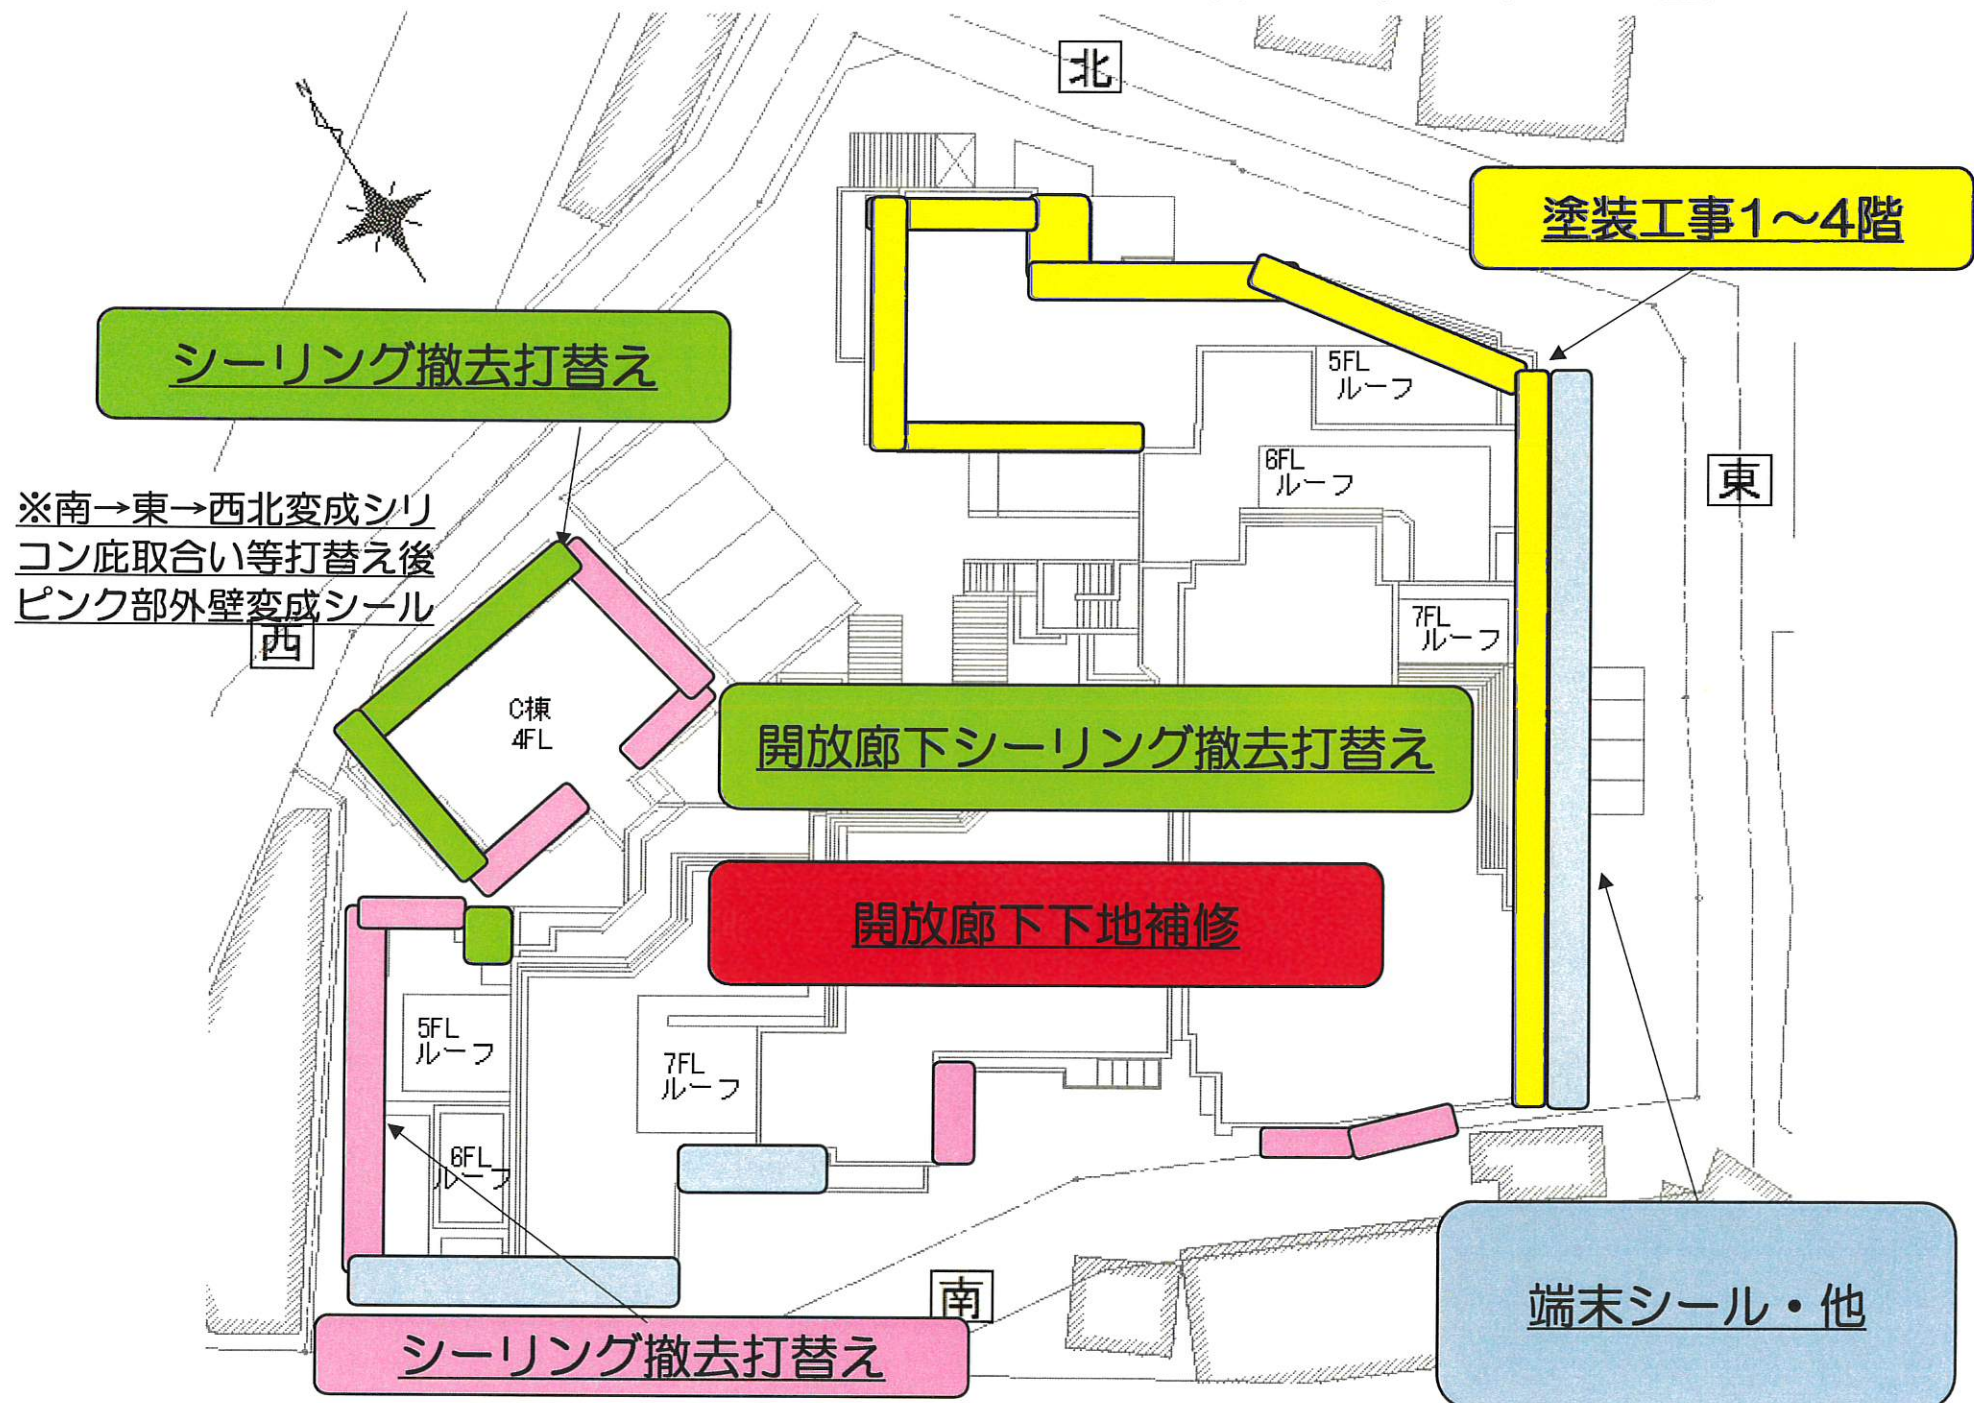 北
N
塗装工事1～4階
シーリング撤去打替え
5FL
ルーフ
6FL
ルーフ
東
※南→東→西北変成シリ
コン庇取合い等打替え後
ピンク部外壁変成シール
西
7FL
ルーフ
C棟
4FL
開放廊下シーリング撤去打替え
開放廊下下地補修
5FL
ルーフ
7FL
ルーフ
6FL
ルーフ
南
端末シール・他
シーリング撤去打替え